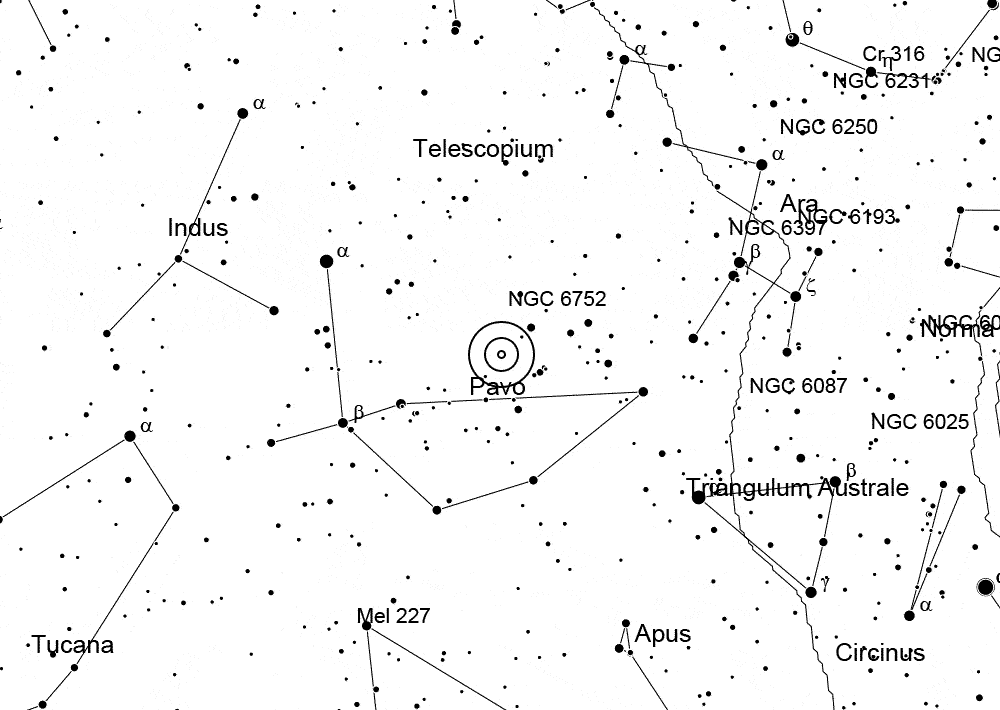 θ
α
Cr 316
η
NG
NGC 6231
α
NGC 6250
Telescopium
α
Ara
NGC 6193
Indus
NGC 6397
α
β
ζ
NGC 6752
Norma
Pavo
NGC 6087
β
NGC 6025
α
β
Triangulum Australe
γ
α
Mel 227
Apus
Tucana
Circinus